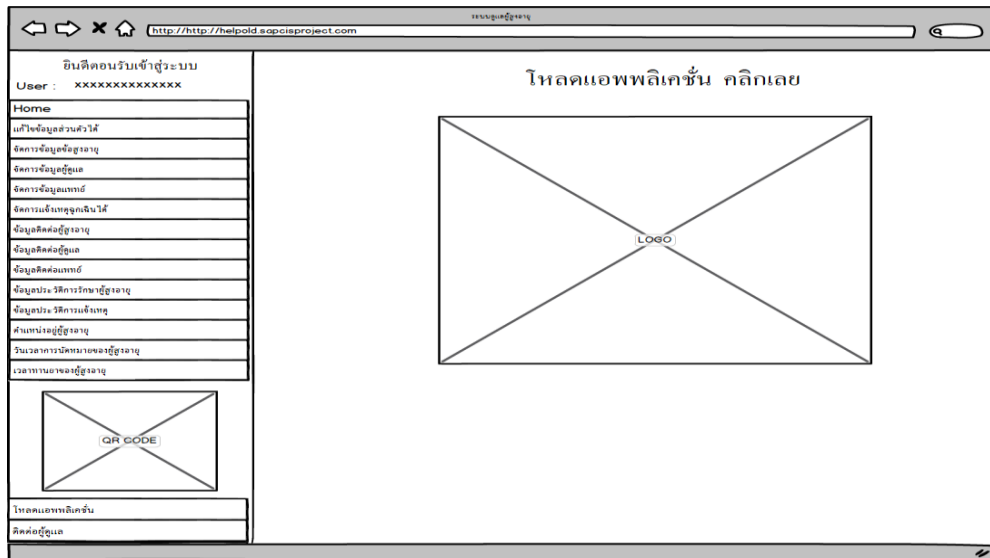 ระบบดูแลผู้สูงอายุ
http://http://helpold.sapcisproject.com
ยินดีตอนรับเข้าสู่ระบบ
User : xxxxxxxxxxxxxx
Home
แก้ไขข้อมูลส่วนตัวได้
จัดการข้อมูลข้อสูงอายุ
จัดการข้อมูลผู้ดูแล
จัดการข้อมูลแพทย์
จัดการแจ้งเหตุฉุกเฉินได้
ข้อมูลติดต่อผู้สูงอายุ
ข้อมูลติดต่อผู้ดูแล
ข้อมูลติดต่อแพทย์
ข้อมูลประวัติการรักษาผู้สูงอายุ
ข้อมูลประวัติการแจ้งเหตุ
ตำแหน่งอยู่ผู้สูงอายุ
วันเวลาการนัดหมายของผู้สูงอายุ
เวลาทานยาของผู้สูงอายุ
QR CODE
โหลดแอพพลิเคชั่น
ติดต่อผู้ดูแล
โหลดแอพพลิเคชั่น คลิกเลย
LOGO